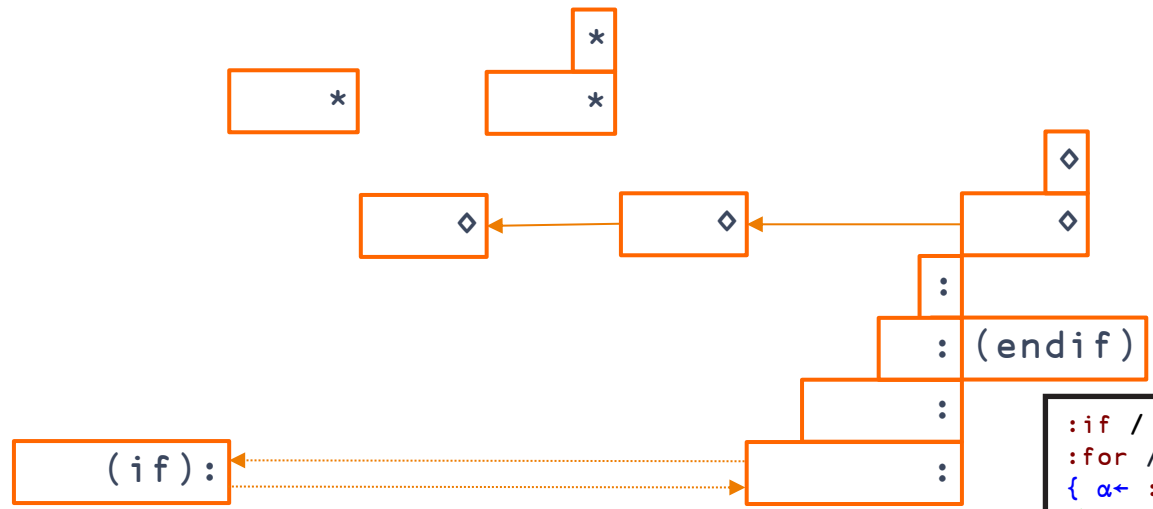 *
* *
◇
◇ ◇ ◇
:
: (endif)
:
(if): :
:if /
:for /
{ α← :